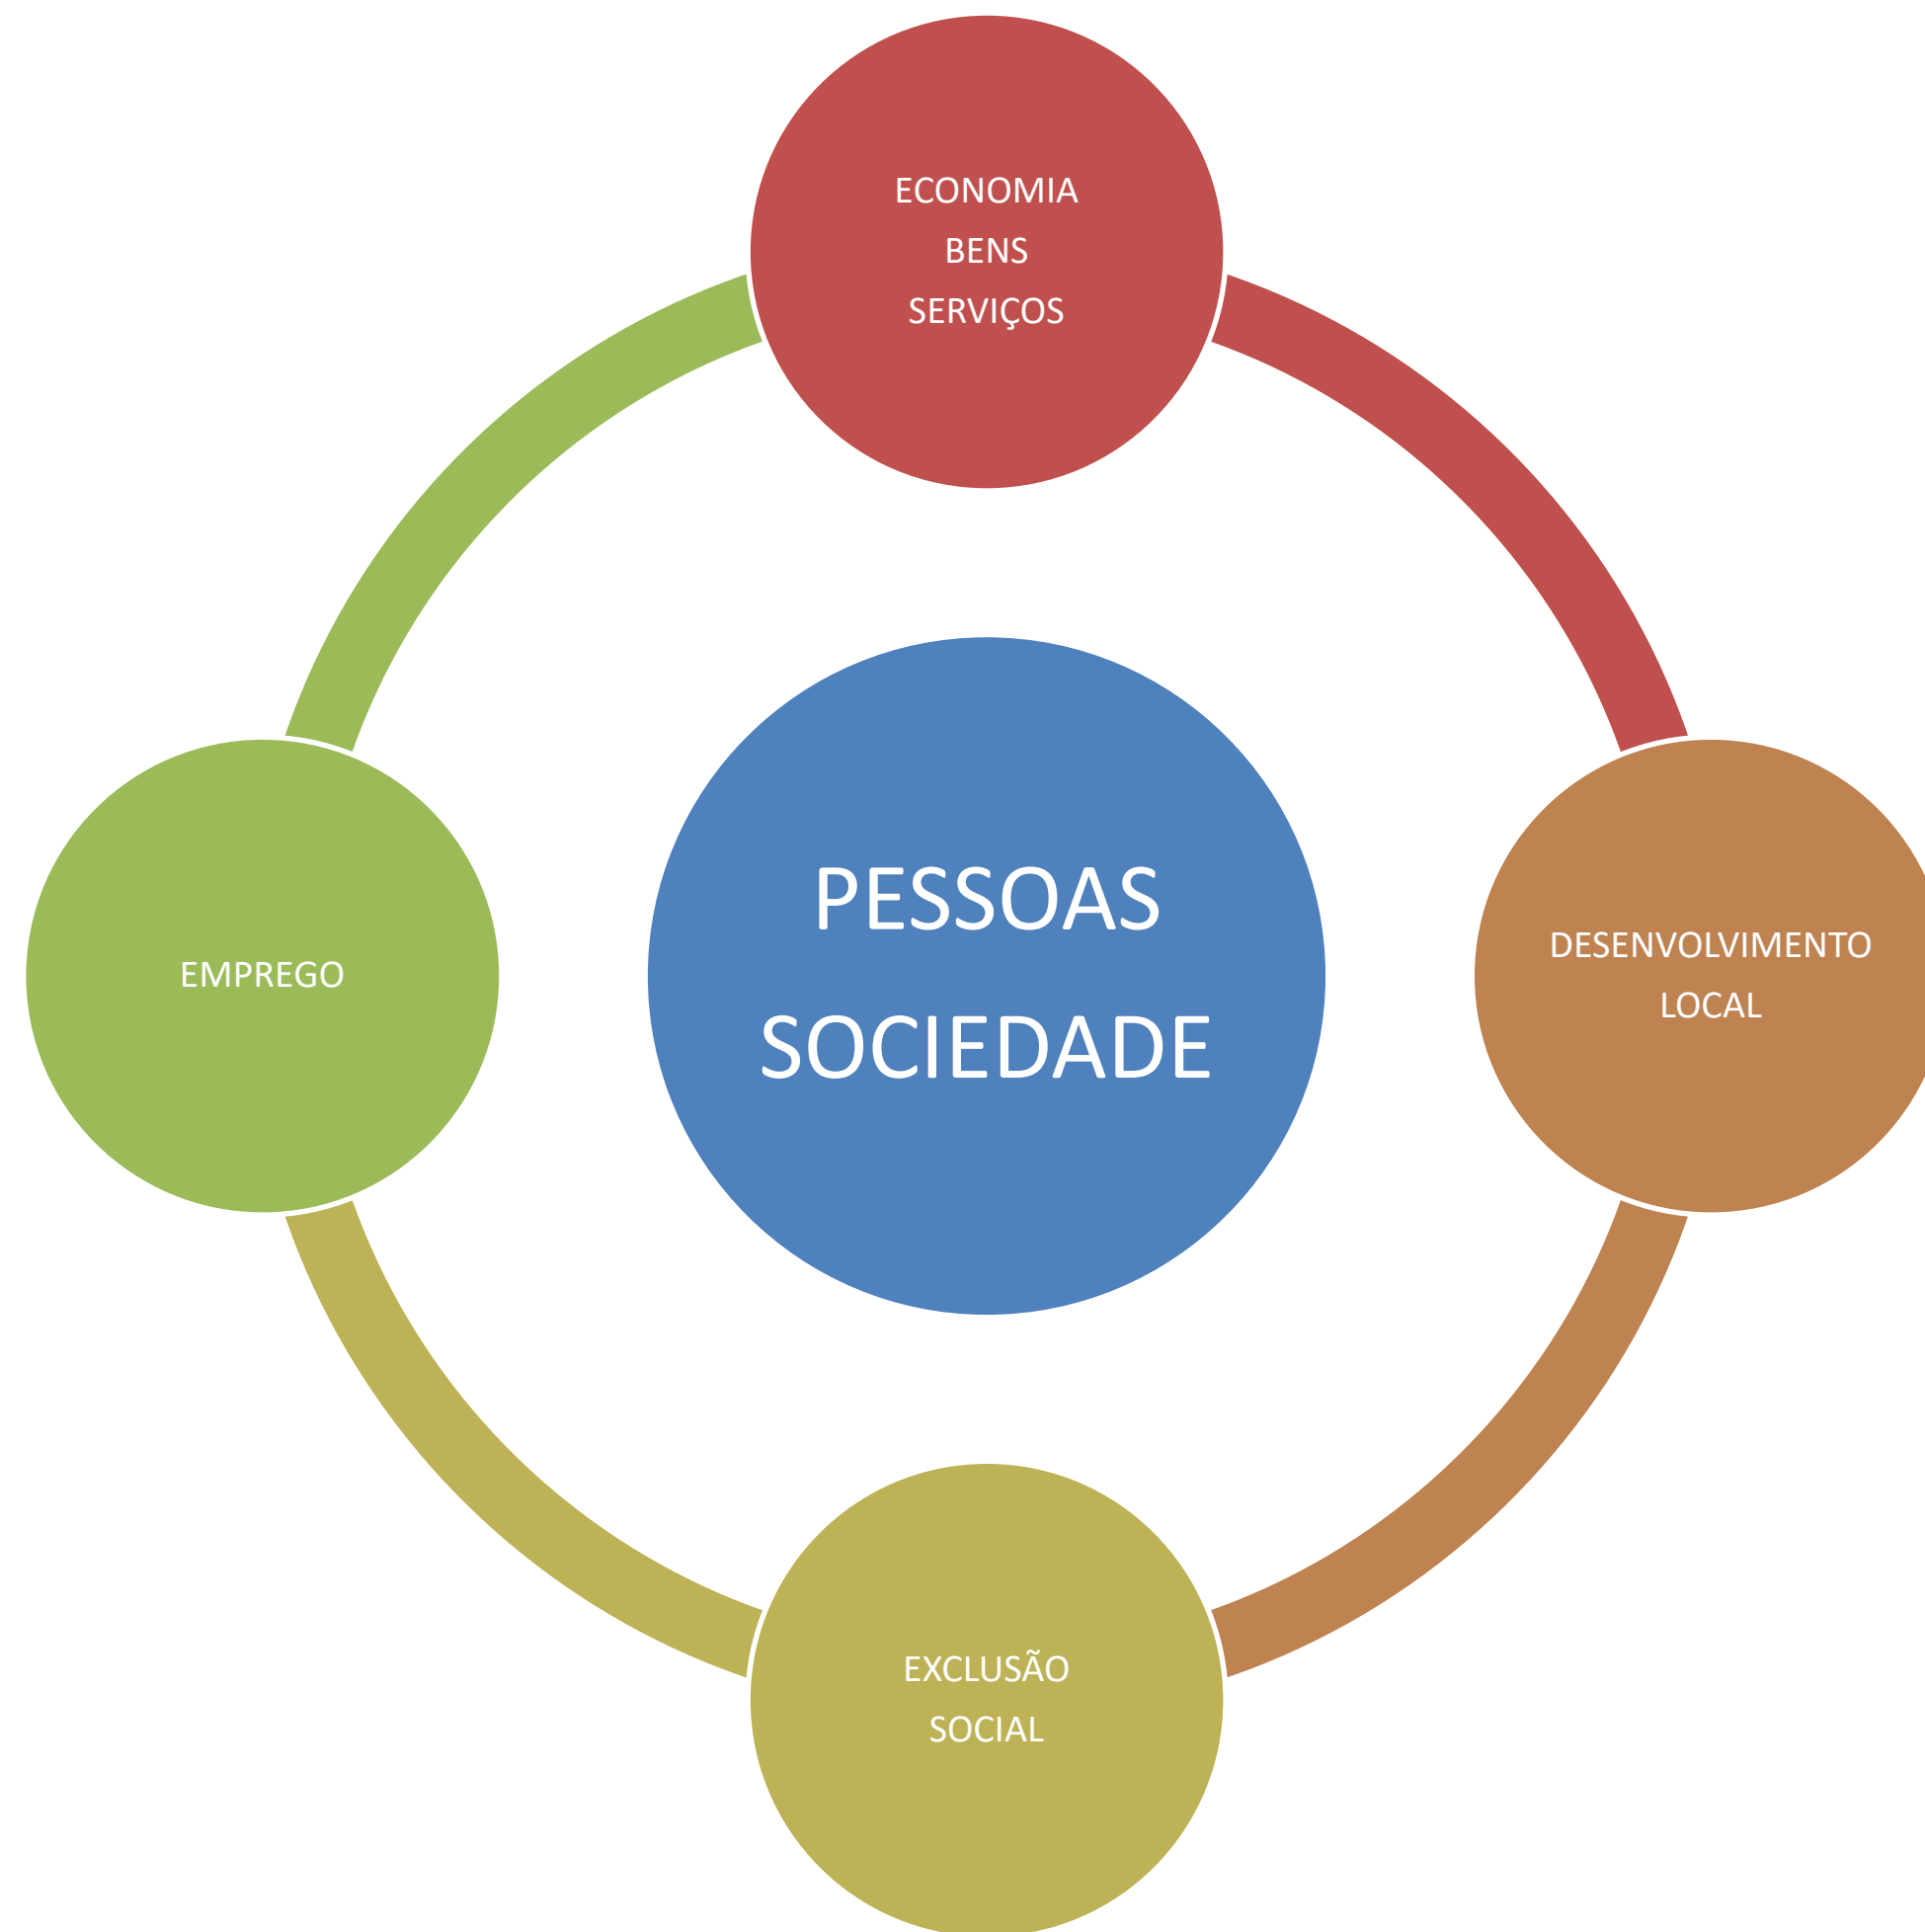 ECONOMIA
BENS
SERVIÇOS
PESSOAS
SOCIEDADE
EMPREGO
DESENVOLVIMENTO
LOCAL
EXCLUSÃO
SOCIAL